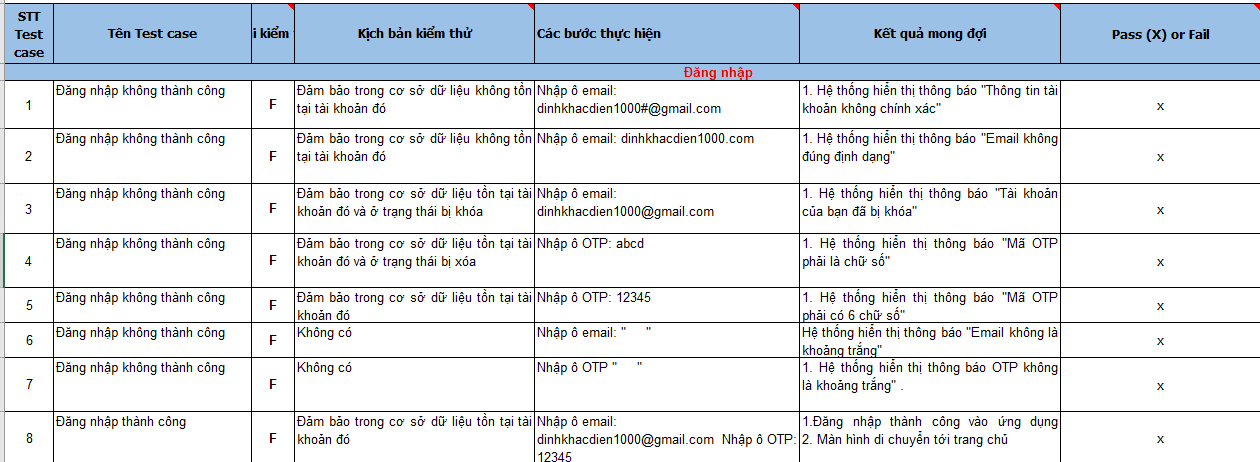 STT
Test
case
Tên Test case
i kiểm
Kịch bản kiểm thử
Các bước thực hiện
Kết quả mong đợi
Pass (X) or Fail
Đăng nhập
1
Đăng nhập không thành công
F
Đảm bảo trong cơ sở dữ liệu không tồn
tại tài khoản đó
Nhập ô email:
dinhkhacdien1000#@gmail.com
1. Hệ thống hiển thị thông báo "Thông tin tài
khoản không chính xác"
x
2
Đăng nhập không thành công
F
Đảm bảo trong cơ sở dữ liệu không tồn
tại tài khoản đó
Nhập ô email: dinhkhacdien1000.com
1. Hệ thống hiển thị thông báo "Email không
đúng định dạng"
x
3
Đăng nhập không thành công
F
Đảm bảo trong cơ sở dữ liệu tồn tại tài
khoản đó và ở trạng thái bị khóa
Nhập ô email:
dinhkhacdien1000@gmail.com
1. Hệ thống hiển thị thông báo "Tài khoản
của bạn đã bị khóa"
x
4
Đăng nhập không thành công
F
Đảm bảo trong cơ sở dữ liệu tồn tại tài
khoản đó và ở trạng thái bị xóa
Nhập ô OTP: abcd
1. Hệ thống hiển thị thông báo "Mã OTP
phải là chữ số"
x
5
Đăng nhập không thành công
F
Đảm bảo trong cơ sở dữ liệu tồn tại tài
khoản đó
Nhập ô OTP: 12345
1. Hệ thống hiển thị thông báo "Mã OTP
phải có 6 chữ số"
x
6
Đăng nhập không thành công
F
Không có
Nhập ô email: "     "
Hệ thống hiển thị thông báo "Email không là
khoảng trắng"
x
7
Đăng nhập không thành công
F
Không có
Nhập ô OTP "     "
1. Hệ thống hiển thị thông báo OTP không
là khoảng trắng" .
x
8
Đăng nhập thành công
F
Đảm bảo trong cơ sở dữ liệu tồn tại tài
khoản đó
Nhập ô email:
dinhkhacdien1000@gmail.com  Nhập ô OTP:
12345
1.Đăng nhập thành công vào ứng dụng
2. Màn hình di chuyển tới trang chủ
x